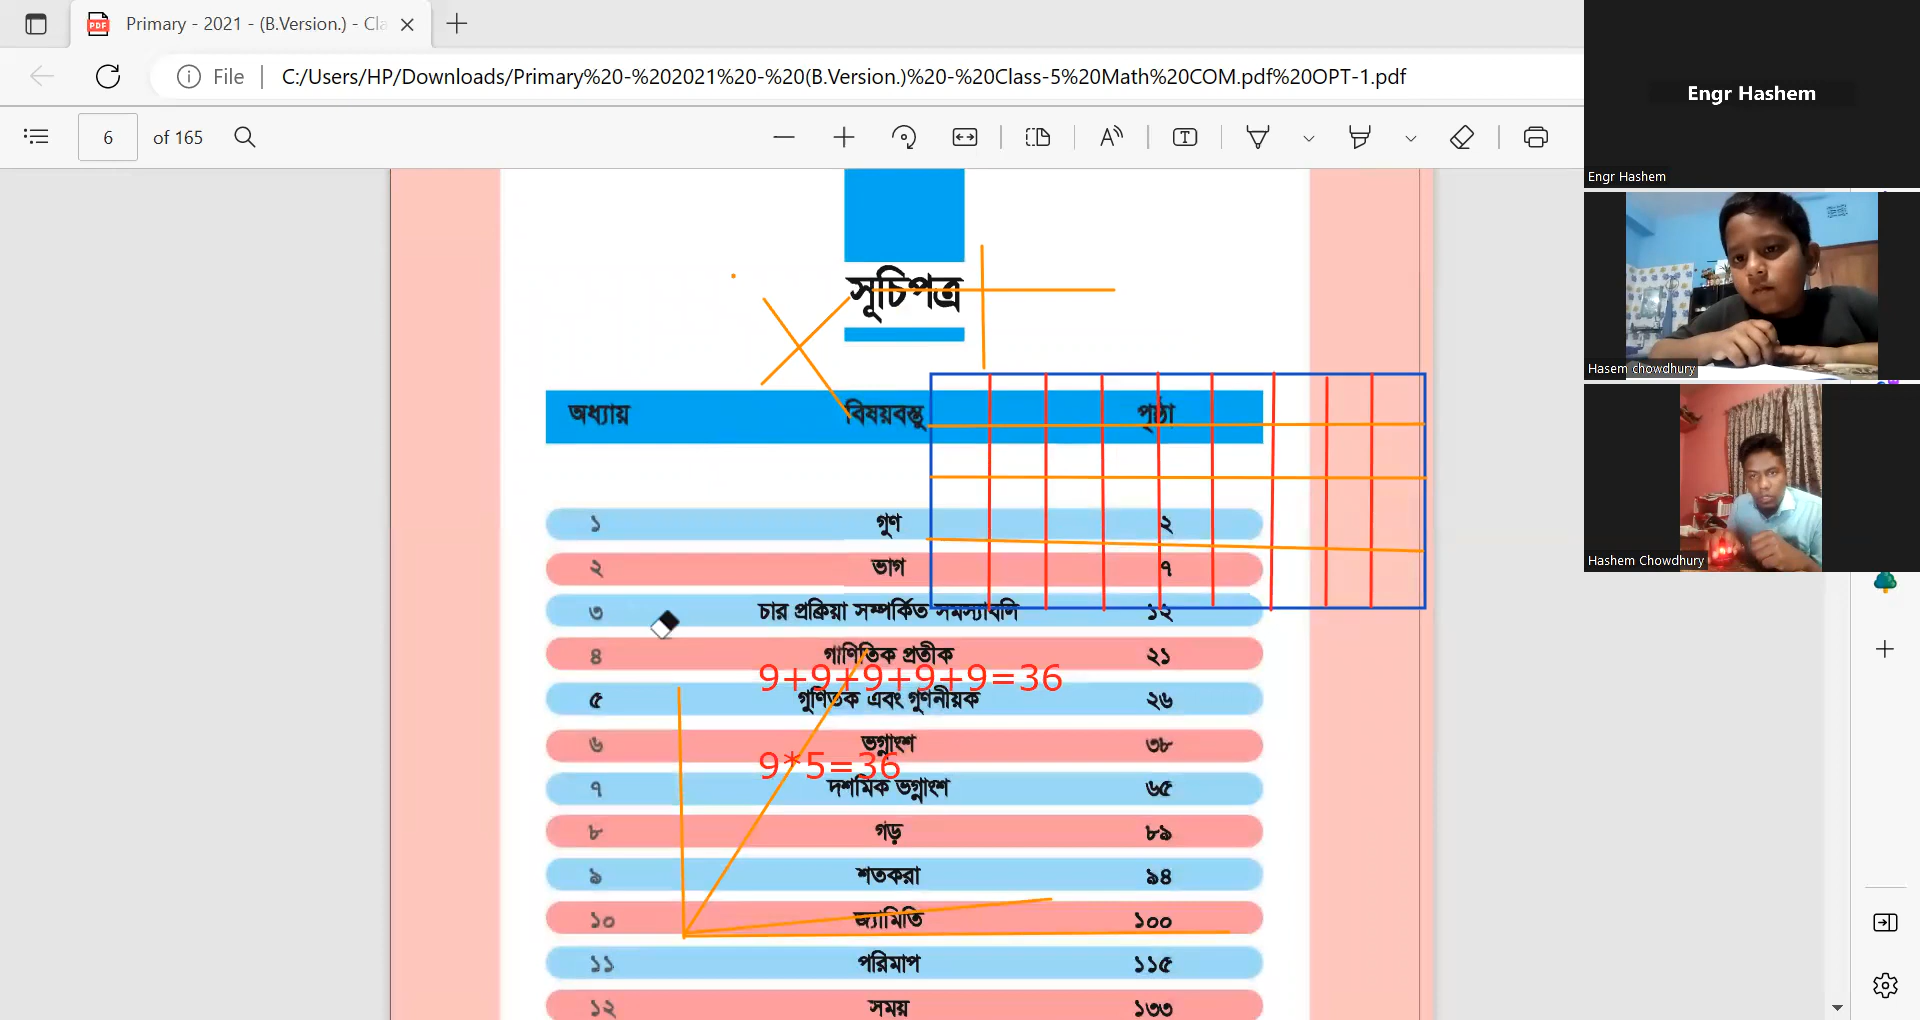 Primary - 2021 - (B.Version.) - Cla
File
C:/Users/HP/Downloads/Primary%20-%202021%20-%20(B.Version.)%20-%20Class-5%20Math%20COM.pdf%20OPT-1.pdf
6 of 165
Engr Hashem
Engr Hashem
Hasem chowdhury
Hashem Chowdhury
সূচিপত্র
অধ্যায় বিষয়বস্তু পৃষ্ঠা
১ গুণ ২
২ ভাগ ৭
৩ চার প্রক্রিয়া সম্পর্কিত সমস্যাবলি ১২
৪ গাণিতিক প্রতীক ২১
9+9+9+9+9=36
৫ গুণিতক এবং গুণনীয়ক ২৬
৬ ভগ্নাংশ ৩৮
9*5=36
৭ দশমিক ভগ্নাংশ ৬৫
৮ গড় ৮৯
৯ শতকরা ৯৪
১০ জ্যামিতি ১০০
১১ পরিমাপ ১১৫
১২ সময় ১৩৩